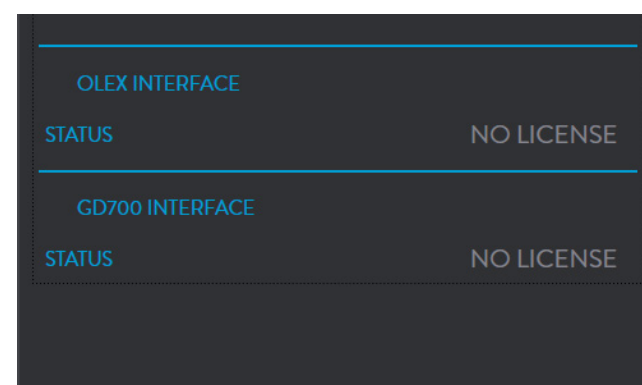 OLEX INTERFACE
STATUS NO LICENSE
GD700 INTERFACE
STATUS NO LICENSE